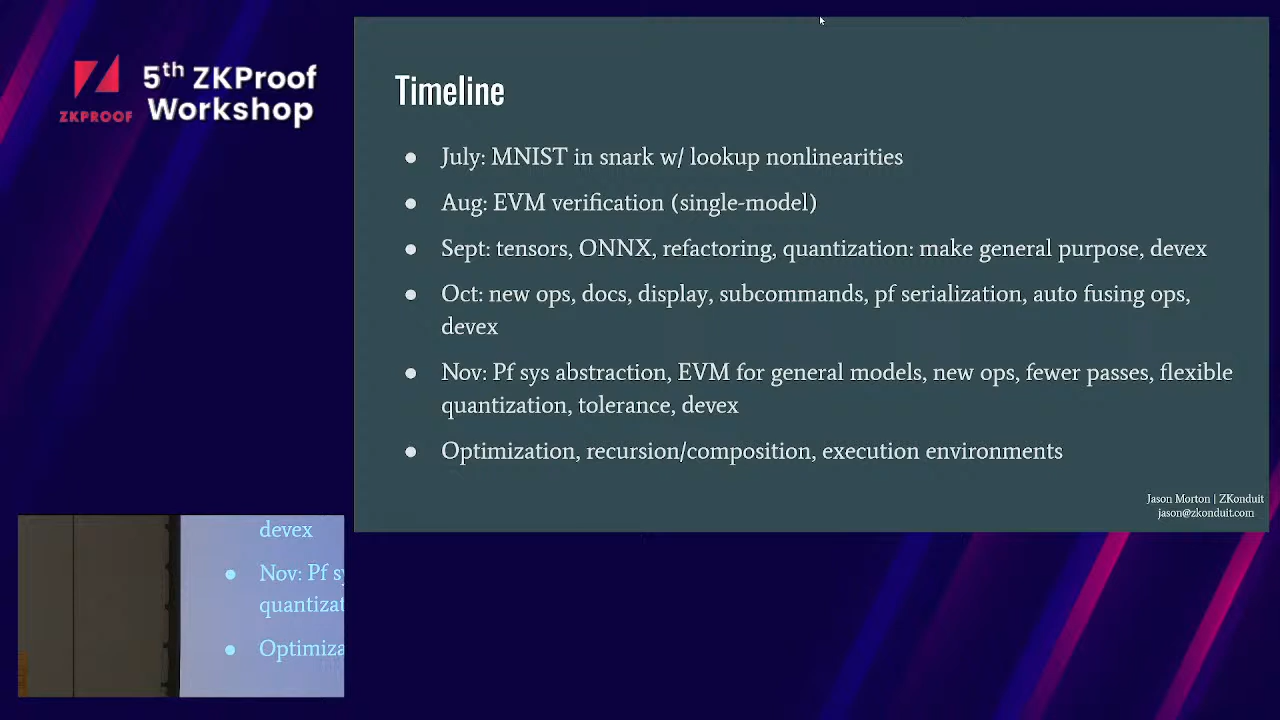 5th ZKProof
Workshop
ZKPROOF
Timeline
● July: MNIST in snark w/ lookup nonlinearities
● Aug: EVM verification (single-model)
● Sept: tensors, ONNX, refactoring, quantization: make general purpose, devex
● Oct: new ops, docs, display, subcommands, pf serialization, auto fusing ops,
devex
● Nov: Pf sys abstraction, EVM for general models, new ops, fewer passes, flexible
quantization, tolerance, devex
● Optimization, recursion/composition, execution environments
Jason Morton | ZKonduit
jason@zkonduit.com
devex
● Nov: Pf sy
quantizat
● Optimiza